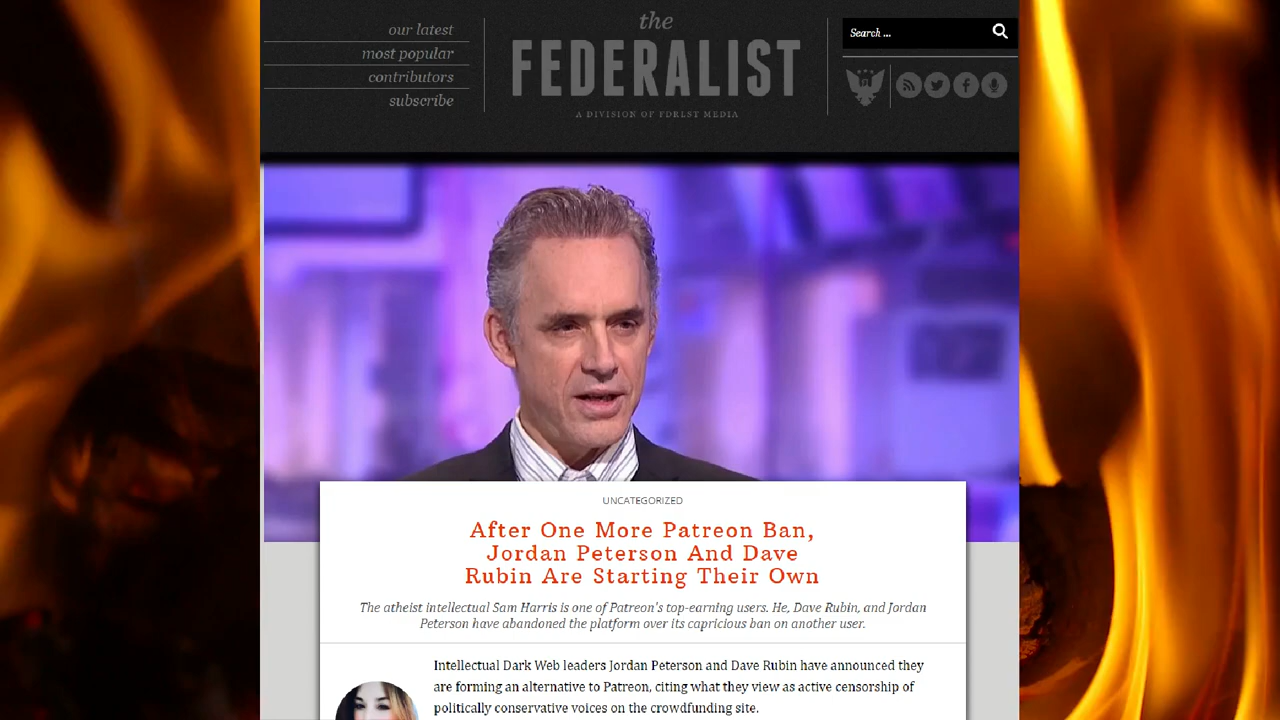 our latest
most popular
contributors
subscribe
the
FEDERALIST
A DIVISION OF FDRLST MEDIA
Search ...
UNCATEGORIZED
After One More Patreon Ban,
Jordan Peterson And Dave
Rubin Are Starting Their Own
The atheist intellectual Sam Harris is one of Patreon's top-earning users. He, Dave Rubin, and Jordan
Peterson have abandoned the platform over its capricious ban on another user.
Intellectual Dark Web leaders Jordan Peterson and Dave Rubin have announced they
are forming an alternative to Patreon, citing what they view as active censorship of
politically conservative voices on the crowdfunding site.